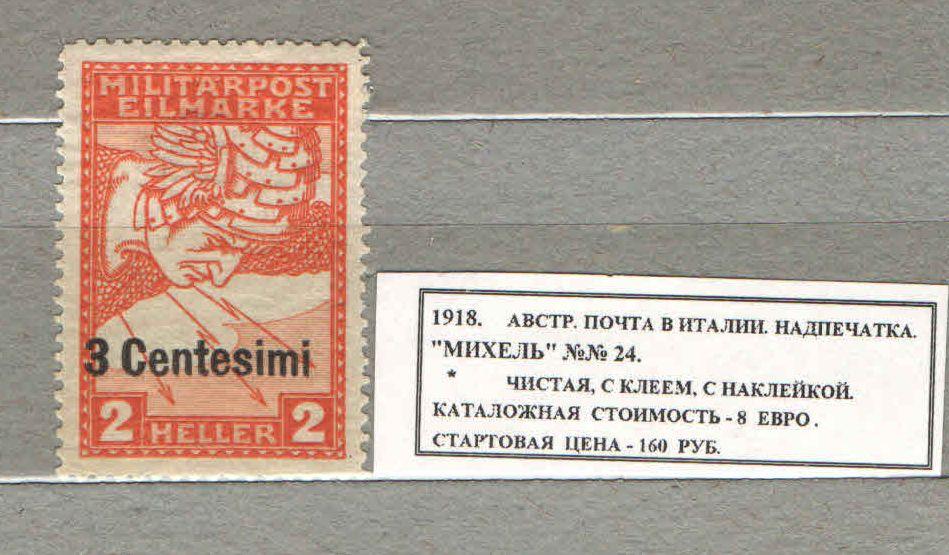 MILITÄRPOST
EILMARKE
3 Centesimi
2 HELLER 2
1918. АВСТР. ПОЧТА В ИТАЛИИ. НАДПЕЧАТКА.
"МИХЕЛЬ" №№ 24.
* ЧИСТАЯ, С КЛЕЕМ, С НАКЛЕЙКОЙ.
КАТАЛОЖНАЯ СТОИМОСТЬ - 8 ЕВРО.
СТАРТОВАЯ ЦЕНА - 160 РУБ.